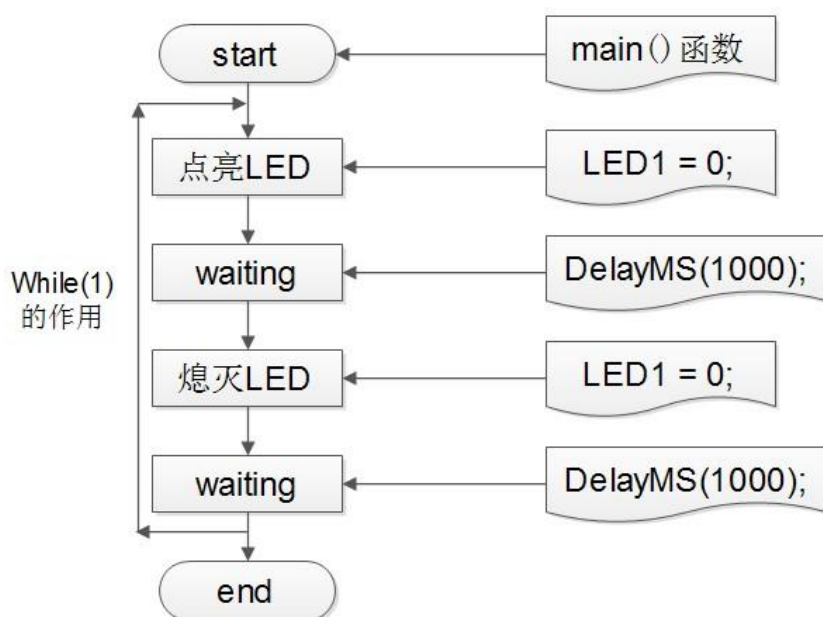 start
main()函数
点亮LED
LED1 = 0;
waiting
DelayMS(1000);
While(1)
的作用
熄灭LED
LED1 = 0;
waiting
DelayMS(1000);
end